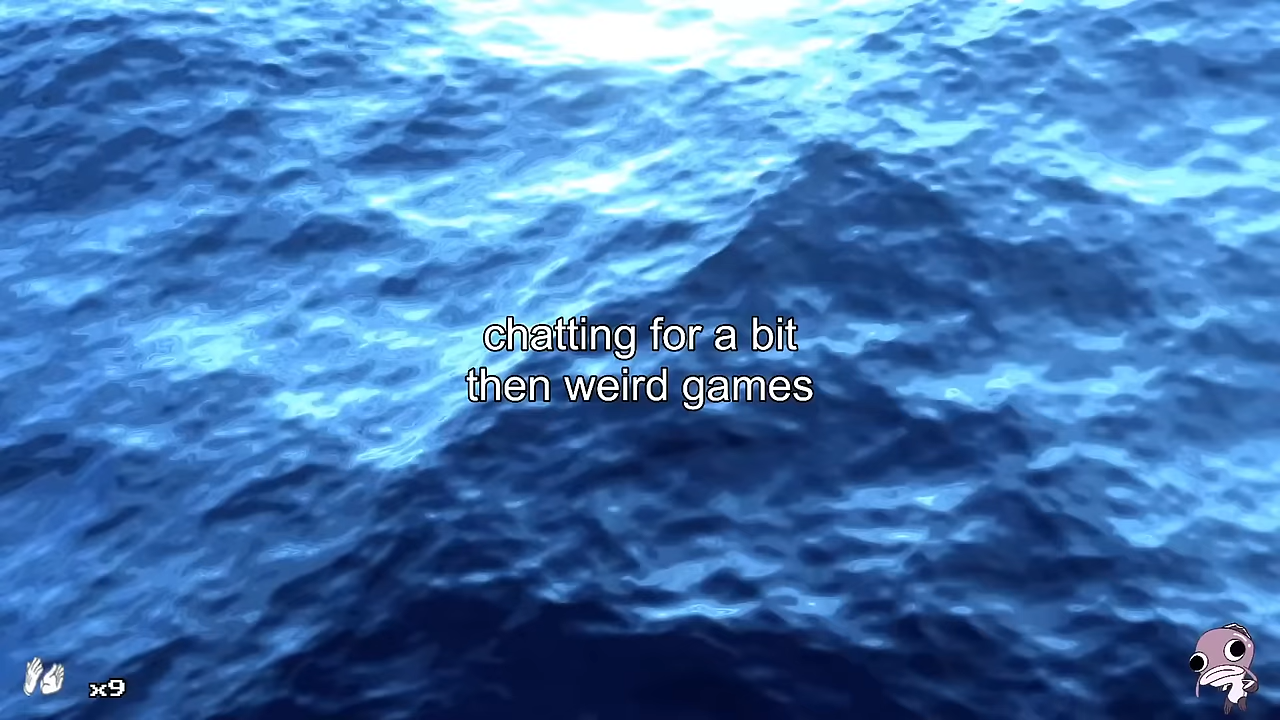 chatting for a bit
then weird games
x9